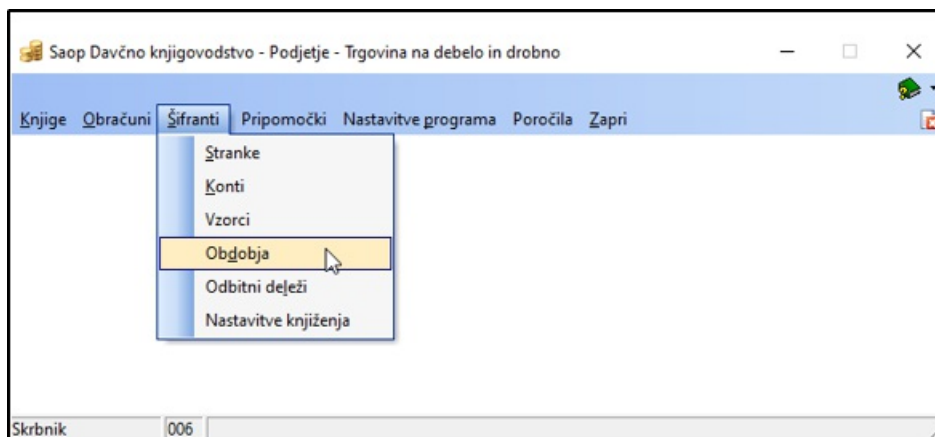 Saop Davčno knjigovodstvo - Podjetje - Trgovina na debelo in drobno
Knjige Obračuni Šifranti Pripomočki Nastavitve programa Poročila Zapri
Stranke
Konti
Vzorci
Obdobja
Odbitni deleži
Nastavitve knjiženja
Skrbnik 006